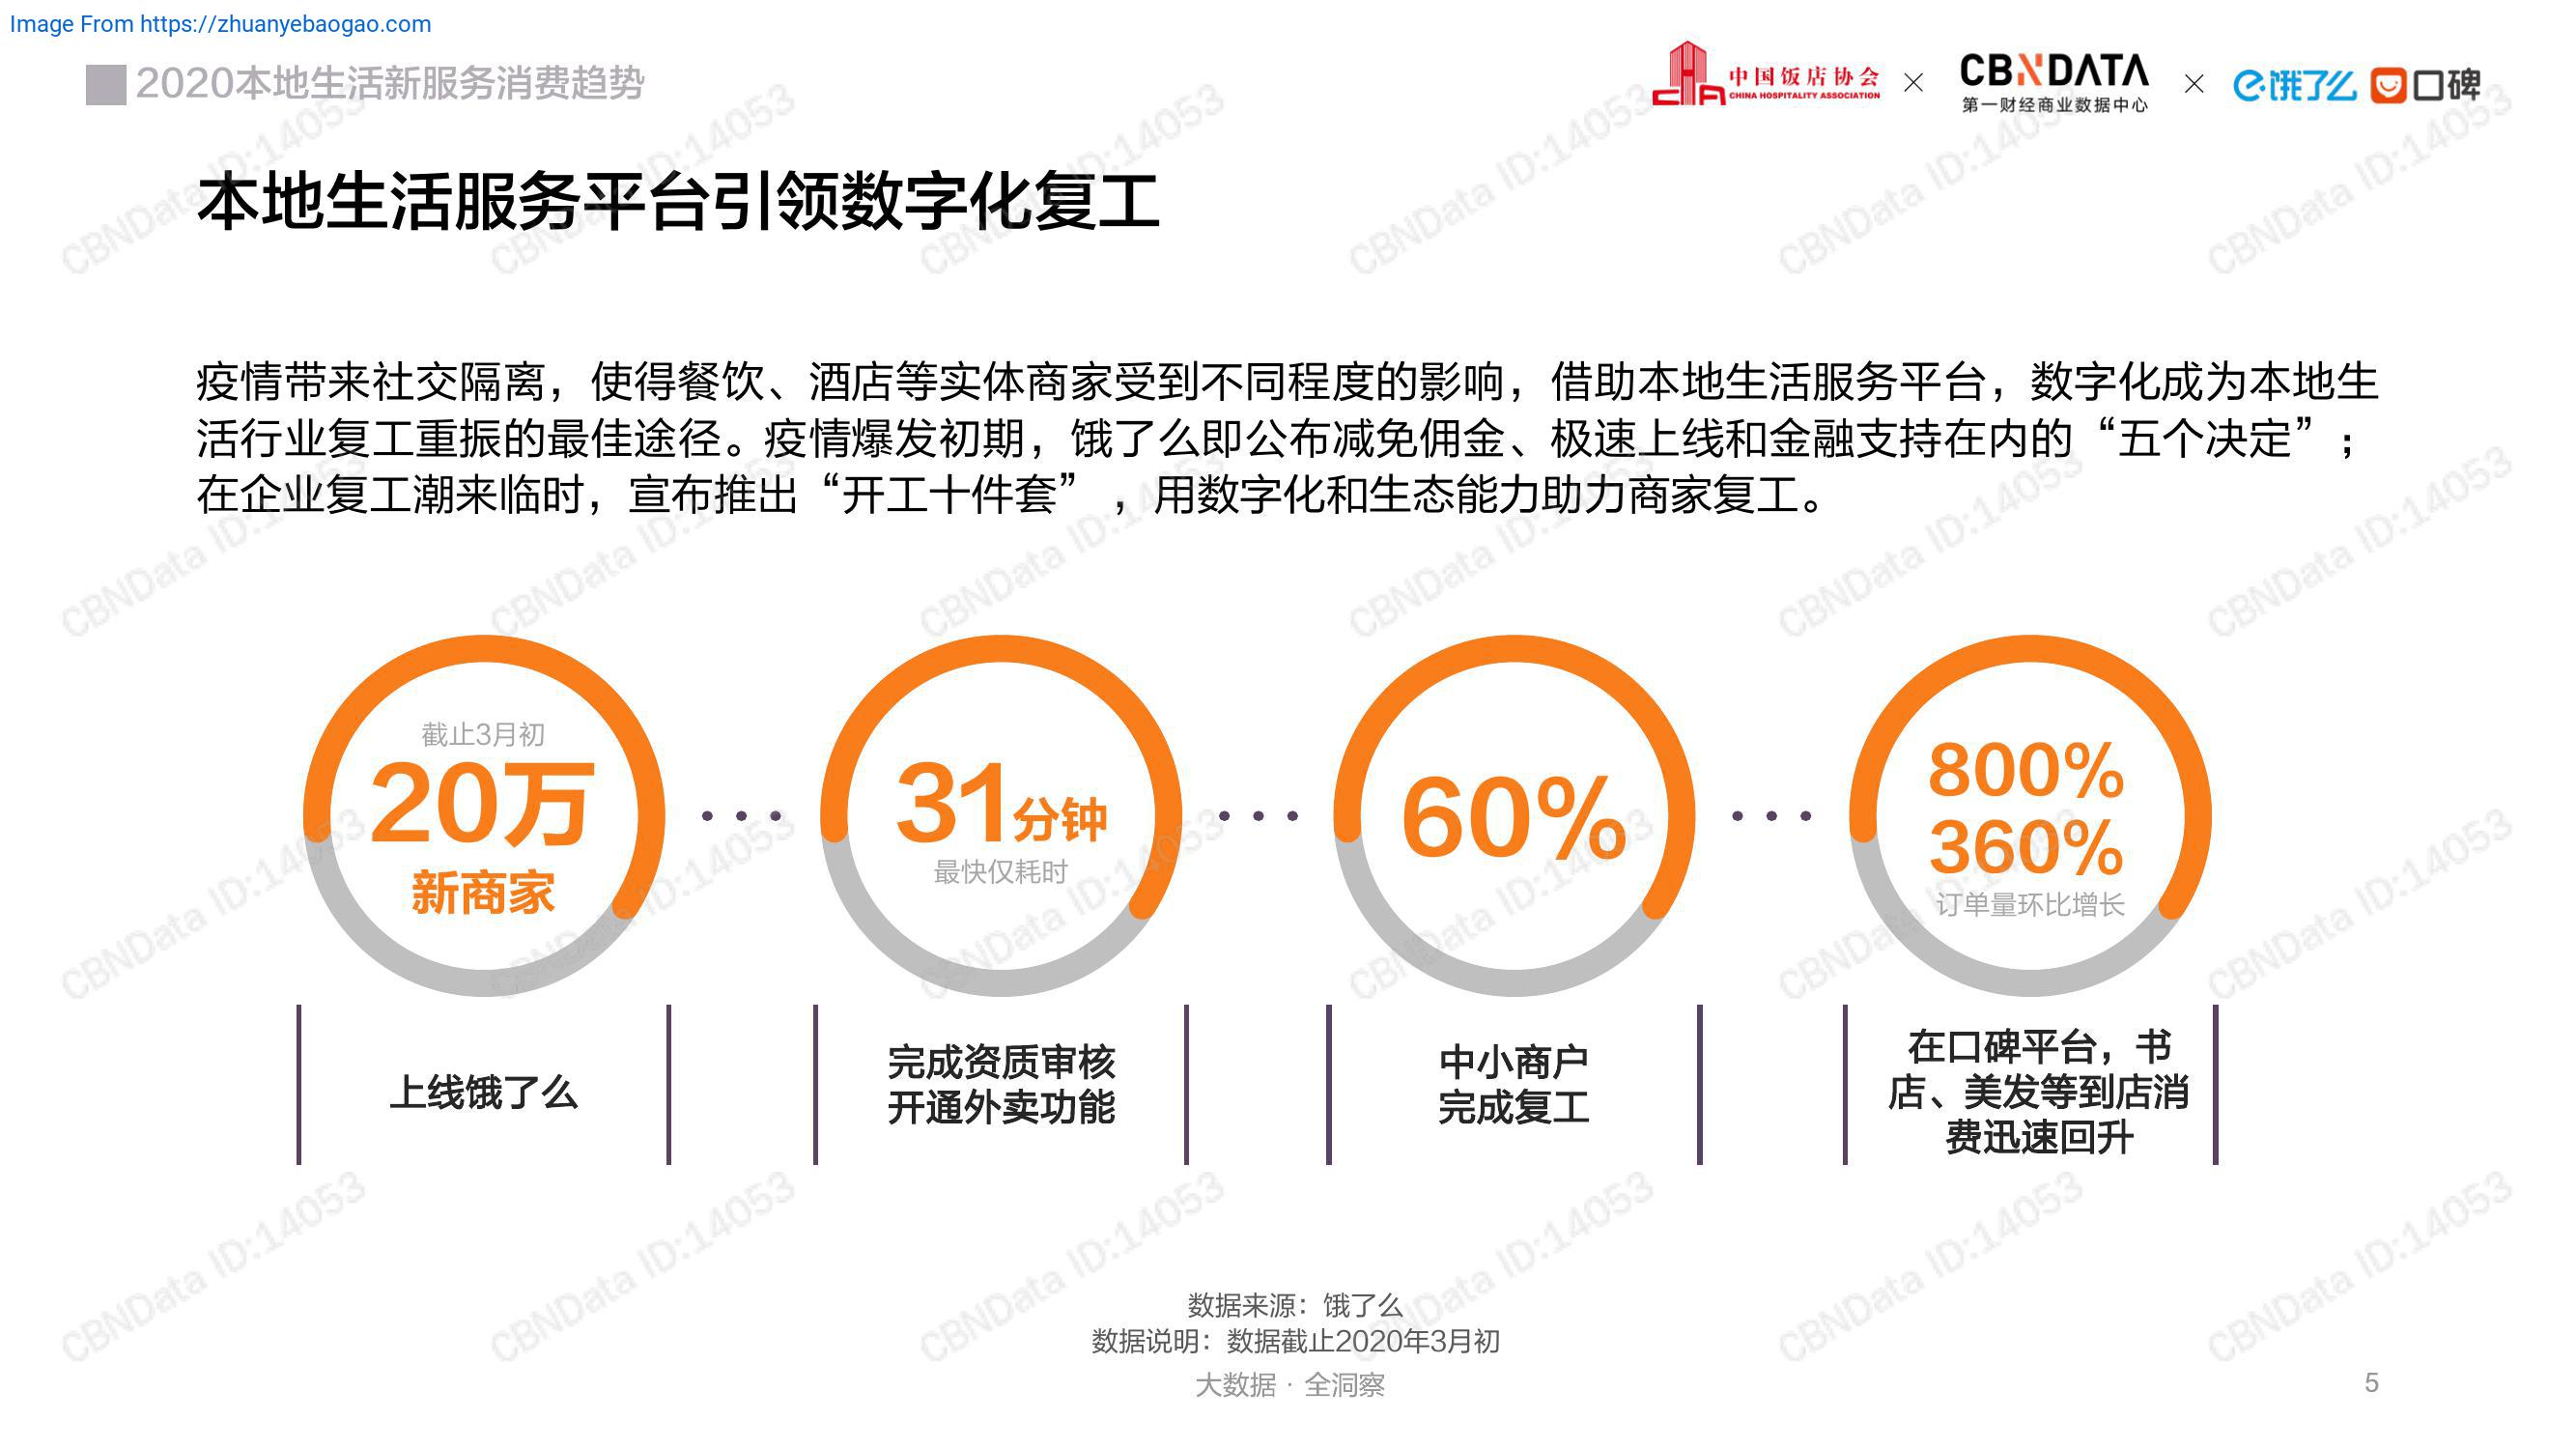 Image From https://zhuanyebaogao.com
2020本地生活新服务消费趋势
中国饭店协会
CHINA HOSPITALITY ASSOCIATION
×
CBNDATA
第一财经商业数据中心
×
饿了么 口碑
本地生活服务平台引领数字化复工
疫情带来社交隔离，使得餐饮、酒店等实体商家受到不同程度的影响，借助本地生活服务平台，数字化成为本地生
活行业复工重振的最佳途径。疫情爆发初期，饿了么即公布减免佣金、极速上线和金融支持在内的“五个决定”；
在企业复工潮来临时，宣布推出“开工十件套”，用数字化和生态能力助力商家复工。
截止3月初
20万
新商家
上线饿了么
31分钟
最快仅耗时
完成资质审核
开通外卖功能
60%
中小商户
完成复工
800%
360%
订单量环比增长
在口碑平台，书
店、美发等到店消
费迅速回升
数据来源：饿了么
数据说明：数据截止2020年3月初
大数据 · 全洞察
5
CBNData ID:14053